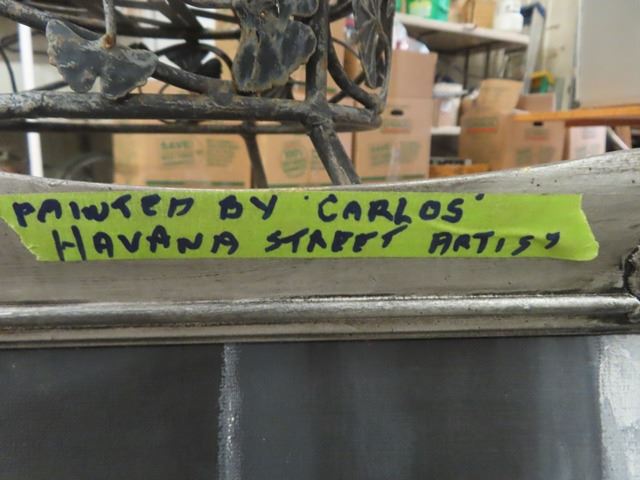 PAINTED BY 'CARLOS'
HAVANA STREET ARTIST